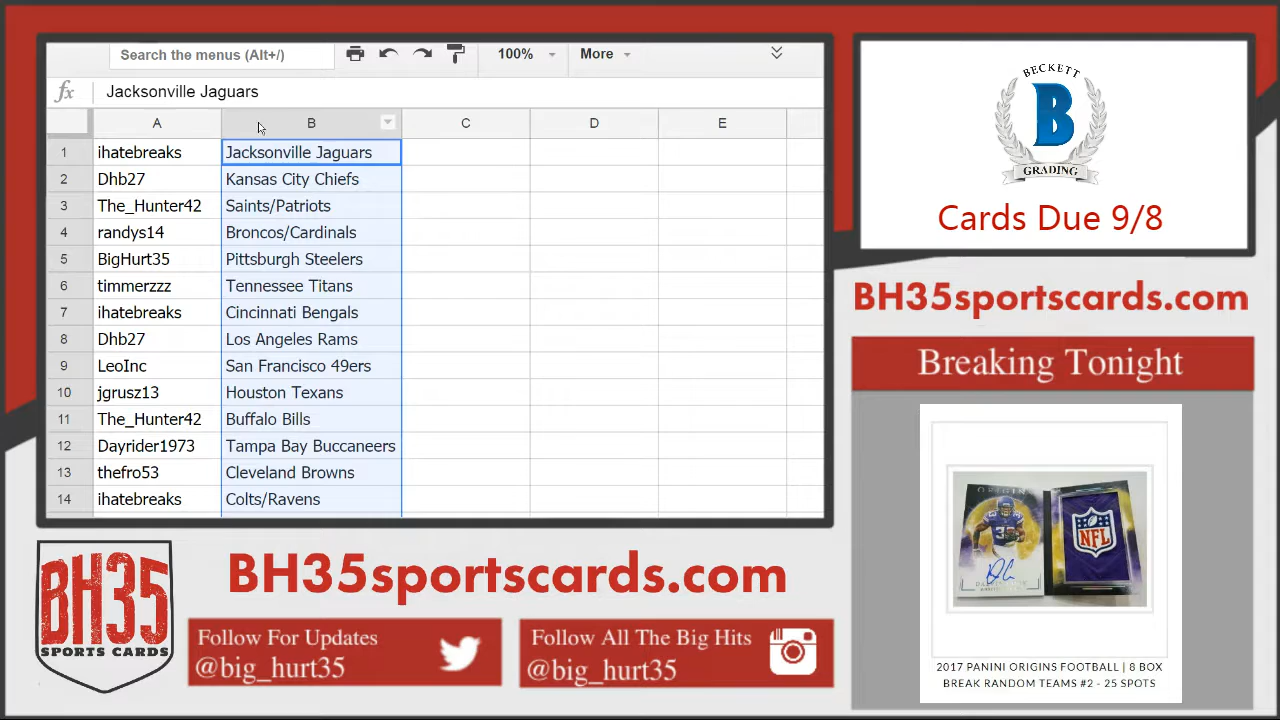 Search the menus (Alt+/)
100%
More
fx
Jacksonville Jaguars
A B C D E
1 ihatebreaks Jacksonville Jaguars
2 Dhb27 Kansas City Chiefs
3 The_Hunter42 Saints/Patriots
4 randys14 Broncos/Cardinals
5 BigHurt35 Pittsburgh Steelers
6 timmerzzz Tennessee Titans
7 ihatebreaks Cincinnati Bengals
8 Dhb27 Los Angeles Rams
9 LeoInc San Francisco 49ers
10 jgrusz13 Houston Texans
11 The_Hunter42 Buffalo Bills
12 Dayrider1973 Tampa Bay Buccaneers
13 thefro53 Cleveland Browns
14 ihatebreaks Colts/Ravens
BECKETT
B
GRADING
Cards Due 9/8
BH35sportscards.com
Breaking Tonight
ORIGINS
NFL
2017 PANINI ORIGINS FOOTBALL | 8 BOX
BREAK RANDOM TEAMS #2 - 25 SPOTS
BH35
SPORTS CARDS
BH35sportscards.com
Follow For Updates
@big_hurt35
Follow All The Big Hits
@big_hurt35